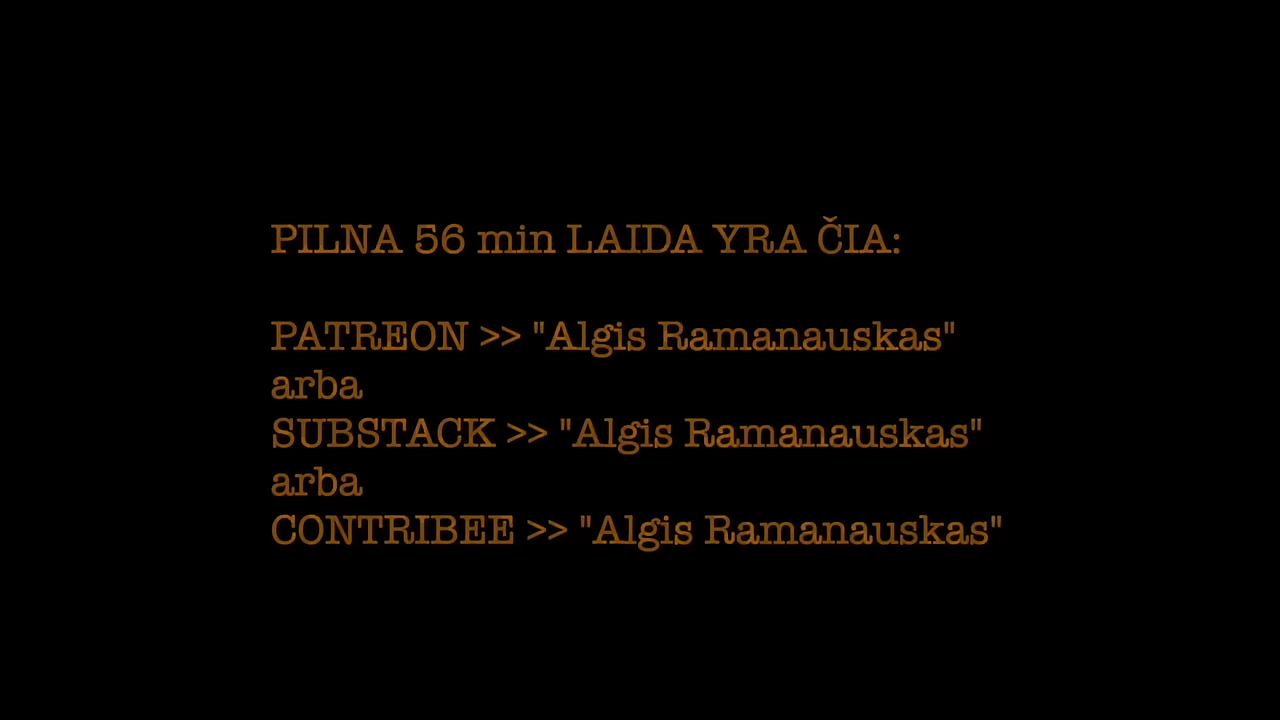 PILNA 56 min LAIDA YRA ČIA:
PATREON >> "Algis Ramanauskas"
arba
SUBSTACK >> "Algis Ramanauskas"
arba
CONTRIBEE >> "Algis Ramanauskas"